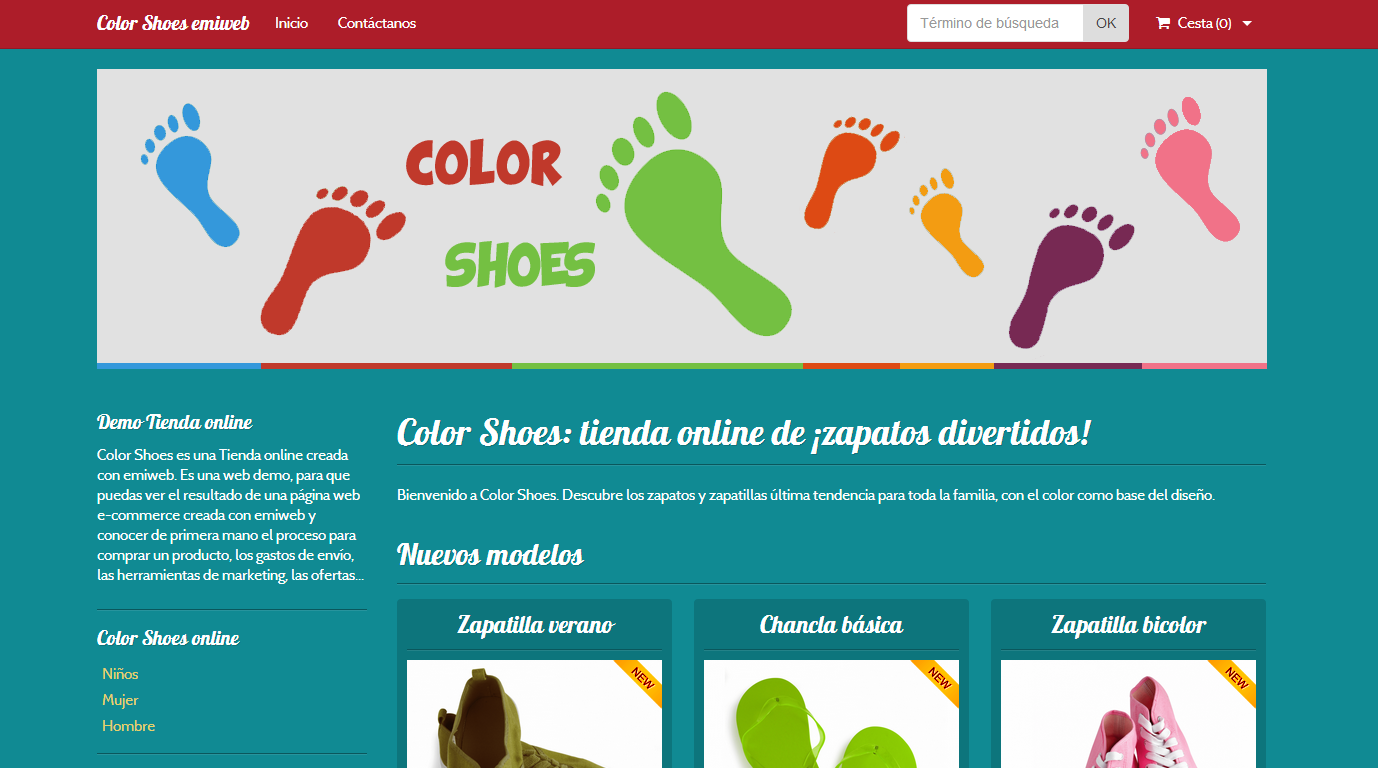 Color Shoes emiweb
Inicio
Contáctanos
Término de búsqueda
OK
Cesta (0)
COLOR
SHOES
Demo Tienda online
Color Shoes es una Tienda online creada
con emiweb. Es una web demo, para que
puedas ver el resultado de una página web
e-commerce creada con emiweb y
conocer de primera mano el proceso para
comprar un producto, los gastos de envío,
las herramientas de marketing, las ofertas...
Color Shoes online
Niños
Mujer
Hombre
Color Shoes: tienda online de ¡zapatos divertidos!
Bienvenido a Color Shoes. Descubre los zapatos y zapatillas última tendencia para toda la familia, con el color como base del diseño.
Nuevos modelos
Zapatilla verano
NEW
Chancla básica
NEW
Zapatilla bicolor
NEW